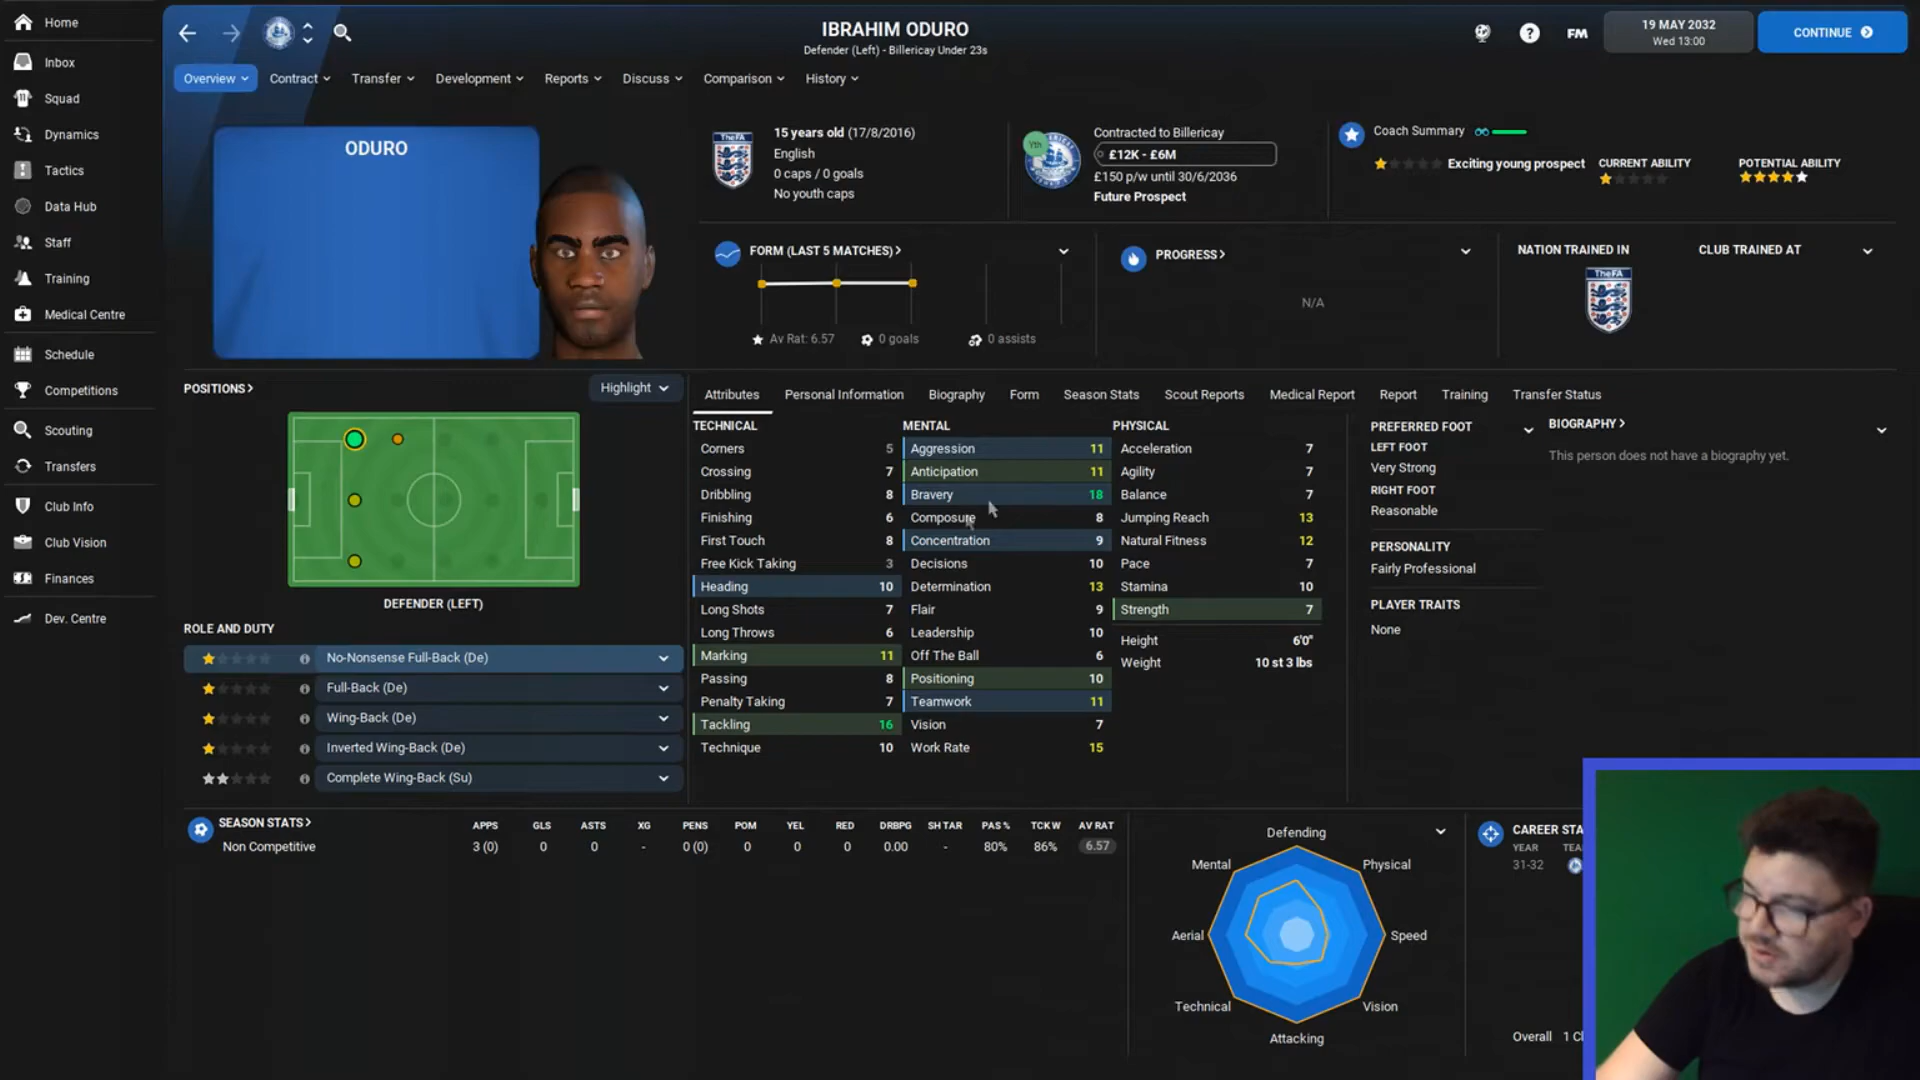 Home
Inbox
Squad
Dynamics
Tactics
Data Hub
Staff
Training
Medical Centre
Schedule
Competitions
Scouting
Transfers
Club Info
Club Vision
Finances
Dev. Centre
IBRAHIM ODURO
Defender (Left) - Billericay Under 23s
? FM
19 MAY 2032
Wed 13:00
CONTINUE
Overview Contract Transfer Development Reports Discuss Comparison History
ODURO
TheFA
15 years old (17/8/2016)
English
0 caps / 0 goals
No youth caps
Yth
Contracted to Billericay
£12K - £6M
£150 p/w until 30/6/2036
Future Prospect
Coach Summary
Exciting young prospect
CURRENT ABILITY
POTENTIAL ABILITY
FORM (LAST 5 MATCHES)>
Av Rat: 6.57 0 goals 0 assists
PROGRESS>
N/A
NATION TRAINED IN
TheFA
CLUB TRAINED AT
POSITIONS>
Highlight
DEFENDER (LEFT)
ROLE AND DUTY
No-Nonsense Full-Back (De)
Full-Back (De)
Wing-Back (De)
Inverted Wing-Back (De)
Complete Wing-Back (Su)
Attributes Personal Information Biography Form Season Stats Scout Reports Medical Report Report Training Transfer Status
TECHNICAL
Corners 5
Crossing 7
Dribbling 8
Finishing 6
First Touch 8
Free Kick Taking 3
Heading 10
Long Shots 7
Long Throws 6
Marking 11
Passing 8
Penalty Taking 7
Tackling 16
Technique 10
MENTAL
Aggression 11
Anticipation 11
Bravery 18
Composure 8
Concentration 9
Decisions 10
Determination 13
Flair 9
Leadership 10
Off The Ball 6
Positioning 10
Teamwork 11
Vision 7
Work Rate 15
PHYSICAL
Acceleration 7
Agility 7
Balance 7
Jumping Reach 13
Natural Fitness 12
Pace 7
Stamina 10
Strength 7
Height 6'0"
Weight 10 st 3 lbs
PREFERRED FOOT
LEFT FOOT
Very Strong
RIGHT FOOT
Reasonable
PERSONALITY
Fairly Professional
PLAYER TRAITS
None
BIOGRAPHY>
This person does not have a biography yet.
SEASON STATS> APPS GLS ASTS XG PENS POM YEL RED DRBPG SH TAR PAS % TCK W AV RAT
Non Competitive 3 (0) 0 0 - 0 (0) 0 0 0 0.00 - 80% 86% 6.57
Defending
Mental Physical
Aerial Speed
Technical Vision
Attacking
CAREER STA
YEAR TEA
31-32
Overall 1 Cl